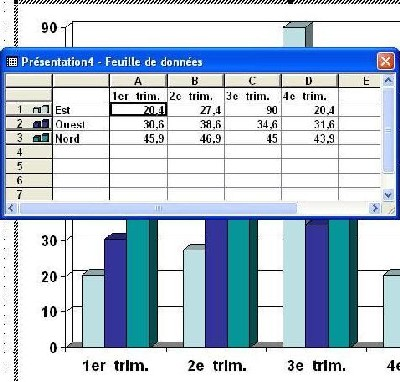 90
Présentation4 - Feuille de données
A B C D E
1er trim. 2e trim. 3e trim. 4e trim.
1 Est 20,4 27,4 90 20,4
2 Ouest 30,6 38,6 34,6 31,6
3 Nord 45,9 46,9 45 43,9
4
5
6
7
30
20
10
0
1er trim. 2e trim. 3e trim. 4e